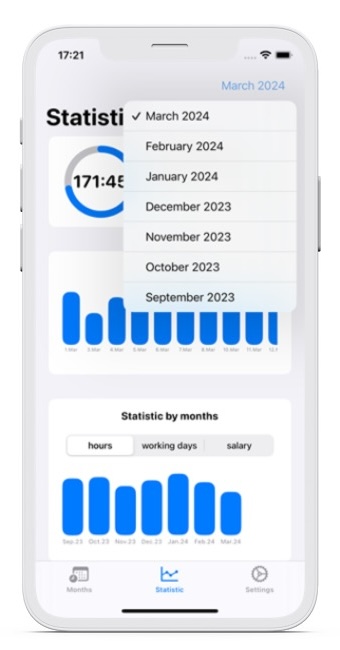 17:21
March 2024
Statisti
✓ March 2024
February 2024
January 2024
171:45
December 2023
November 2023
October 2023
September 2023
1.Mar 3.Mar 4.Mar 5.Mar 6.Mar 7.Mar 8.Mar 10.Mar 11.Mar
Statistic by months
hours working days salary
Sep.23 Oct.23 Nov.23 Dec.23 Jan.24 Feb.24 Mar.24
Months Statistic Settings